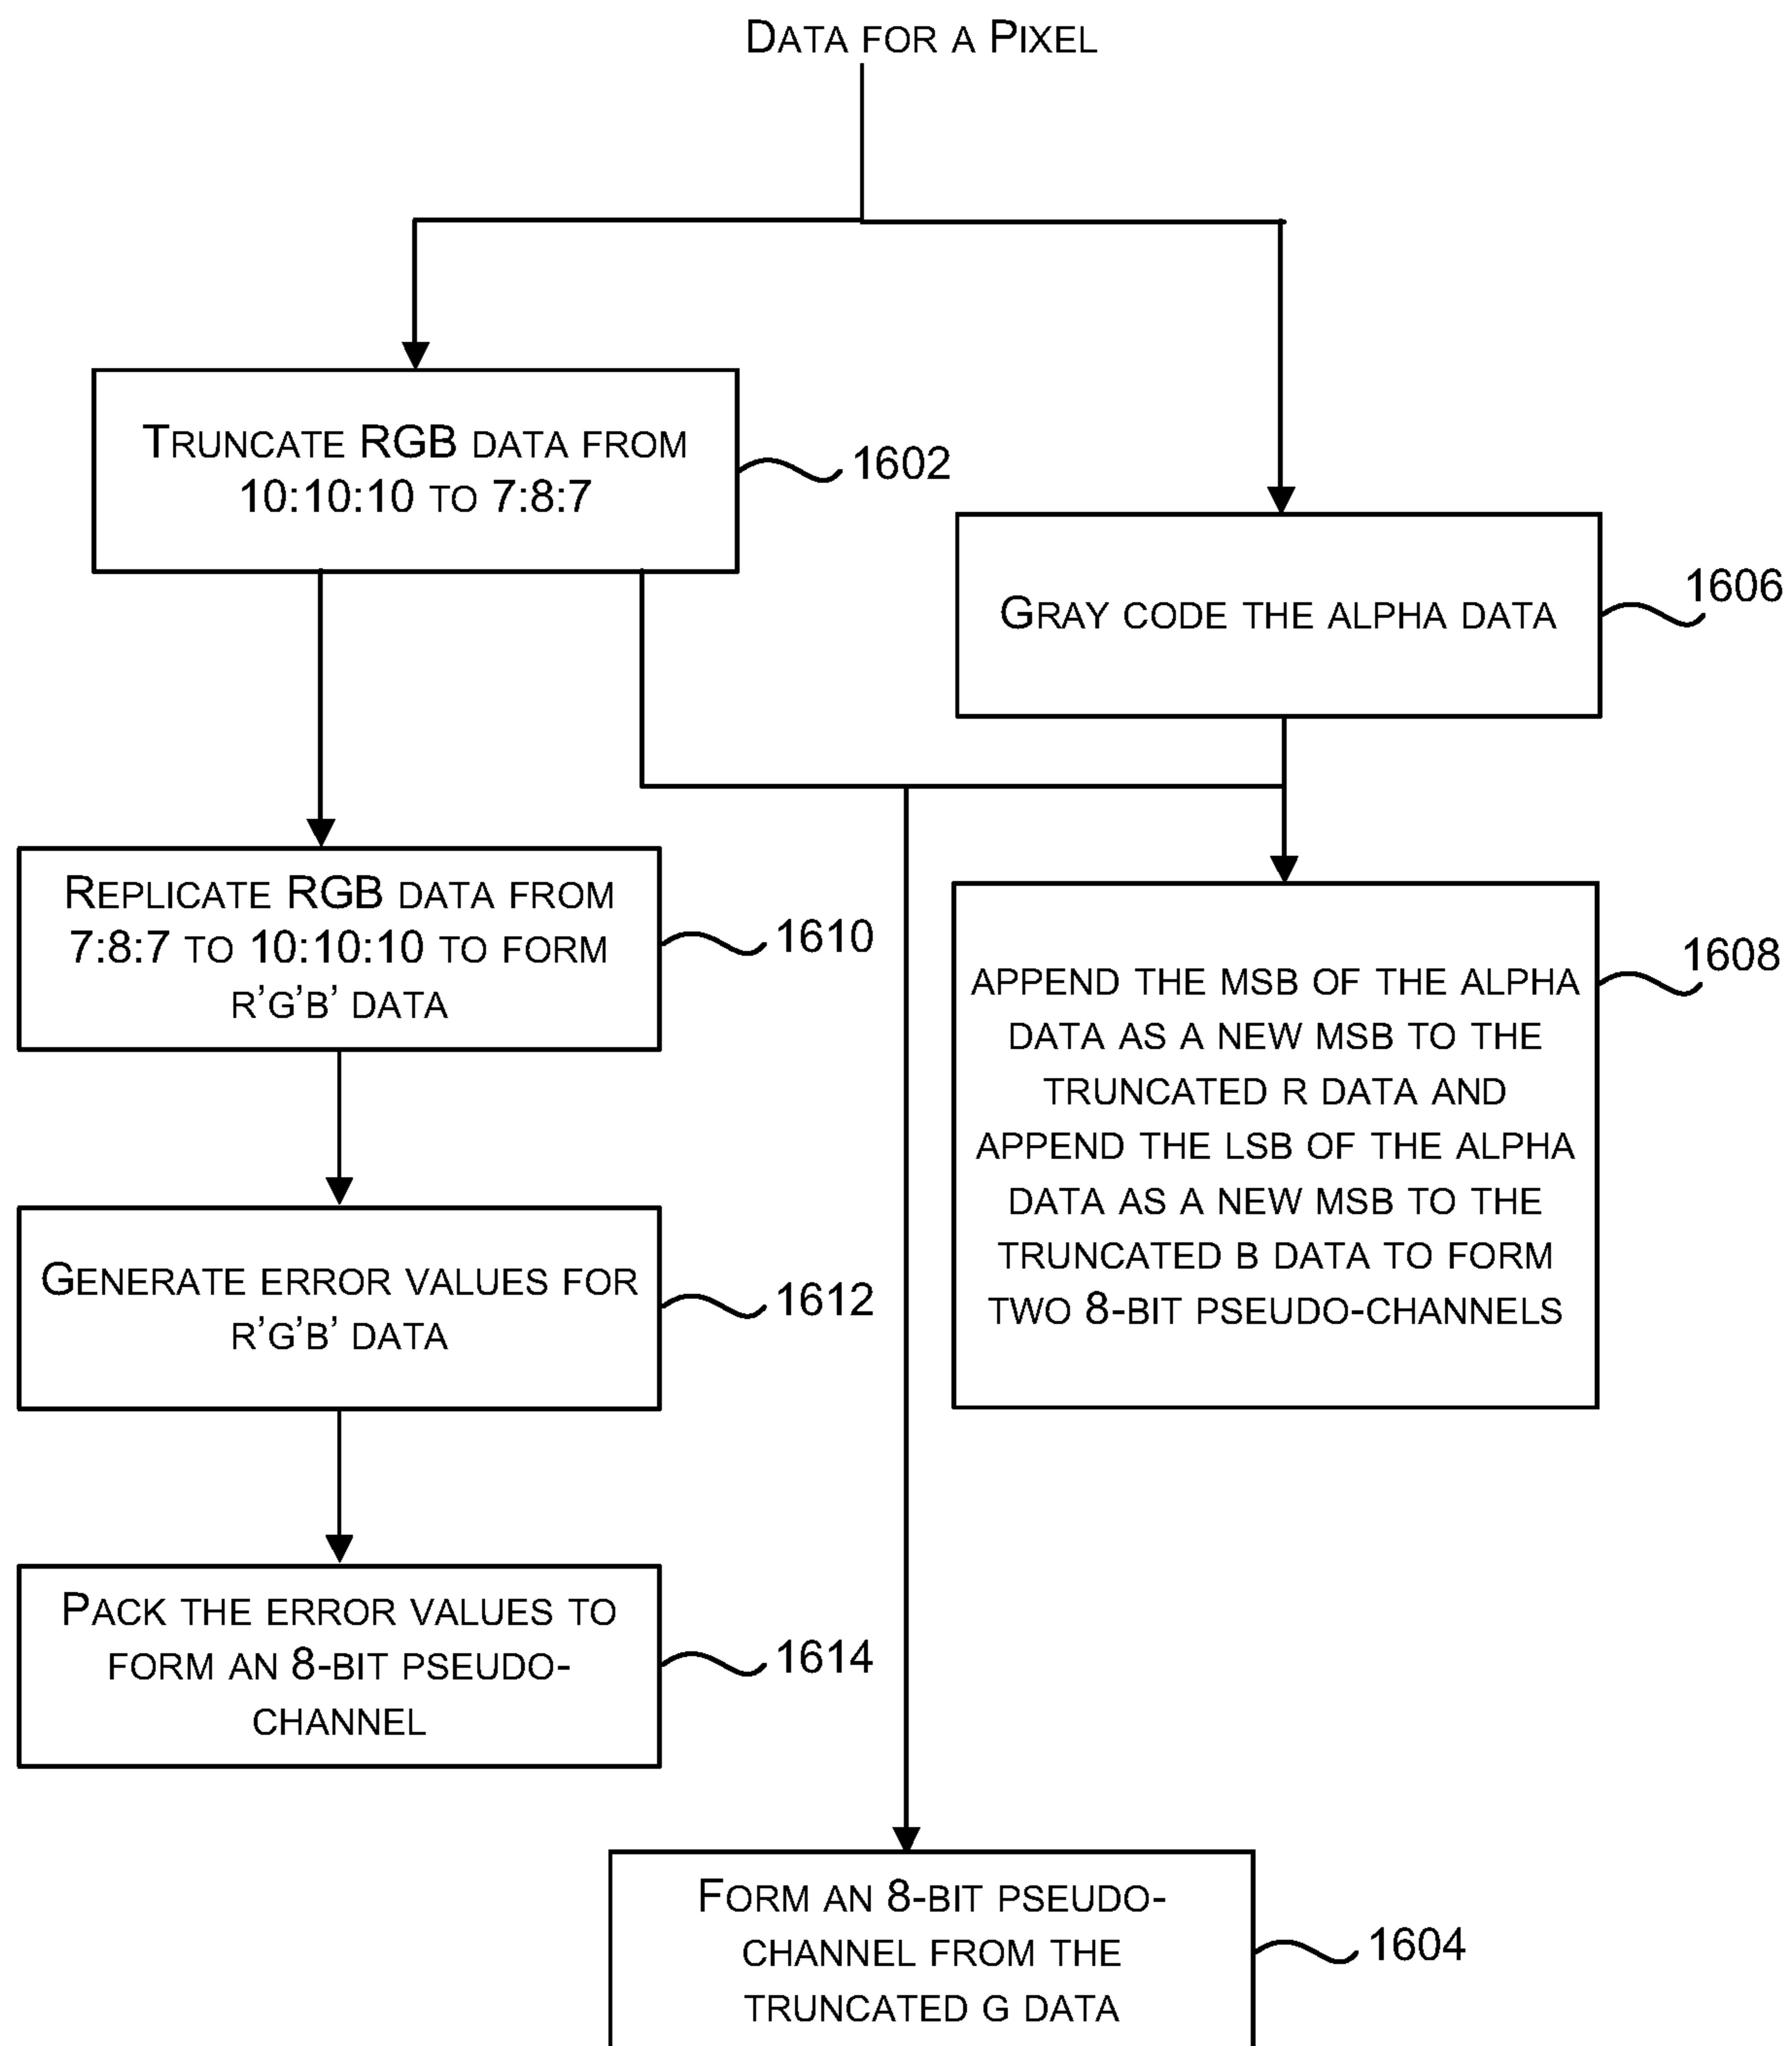 DATA FOR A PIXEL
TRUNCATE RGB DATA FROM
10:10:10 TO 7:8:7
1602
GRAY CODE THE ALPHA DATA
1606
REPLICATE RGB DATA FROM
7:8:7 TO 10:10:10 TO FORM
R'G'B' DATA
1610
APPEND THE MSB OF THE ALPHA
DATA AS A NEW MSB TO THE
TRUNCATED R DATA AND
APPEND THE LSB OF THE ALPHA
DATA AS A NEW MSB TO THE
TRUNCATED B DATA TO FORM
TWO 8-BIT PSEUDO-CHANNELS
1608
GENERATE ERROR VALUES FOR
R'G'B' DATA
1612
PACK THE ERROR VALUES TO
FORM AN 8-BIT PSEUDO-
CHANNEL
1614
FORM AN 8-BIT PSEUDO-
CHANNEL FROM THE
TRUNCATED G DATA
1604